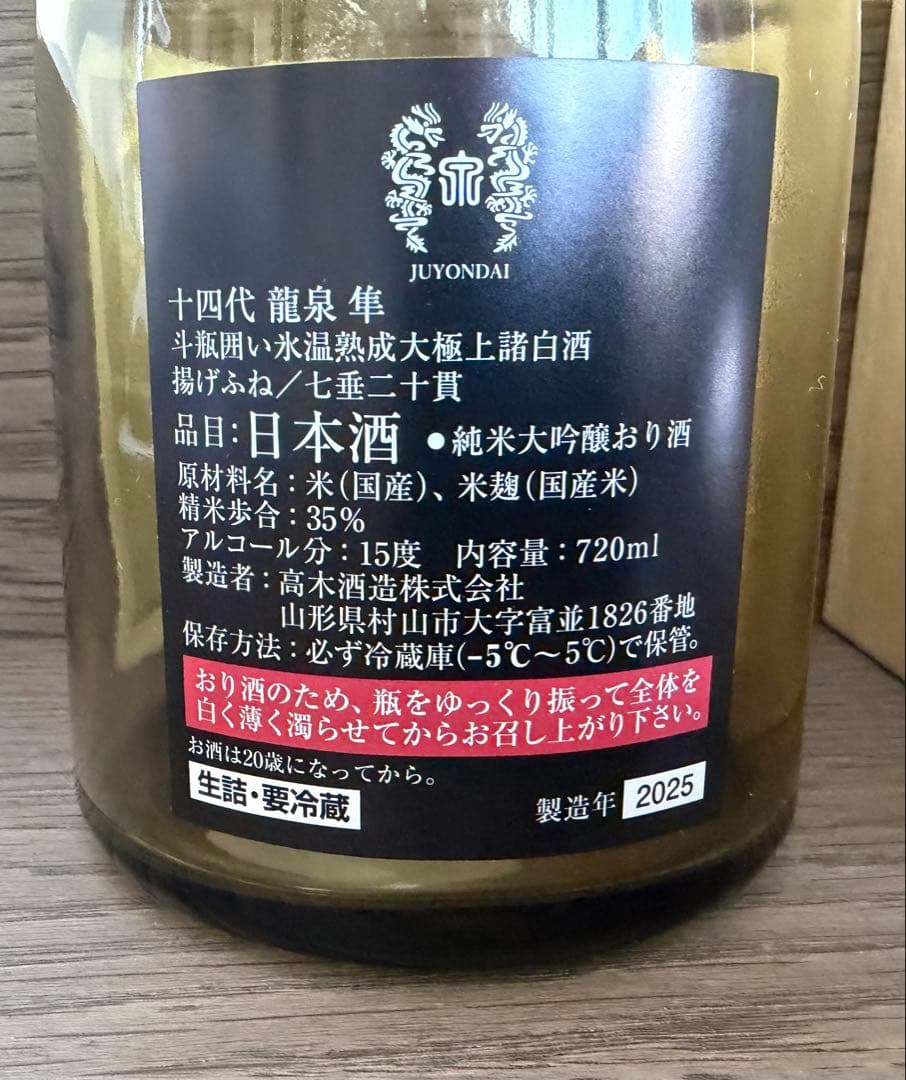 JUYONDAI
十四代 龍泉 隼
斗瓶囲い氷温熟成大極上諸白酒
揚げふね／七垂二十貫
品目：日本酒 ●純米大吟醸おり酒
原材料名：米（国産）、米麹（国産米）
精米歩合：35％
アルコール分：15度　内容量：720ml
製造者：高木酒造株式会社
山形県村山市大字富並1826番地
保存方法：必ず冷蔵庫(−5℃〜5℃)で保管。
おり酒のため、瓶をゆっくり振って全体を
白く薄く濁らせてからお召し上がり下さい。
お酒は20歳になってから。
生詰・要冷蔵
製造年 2025